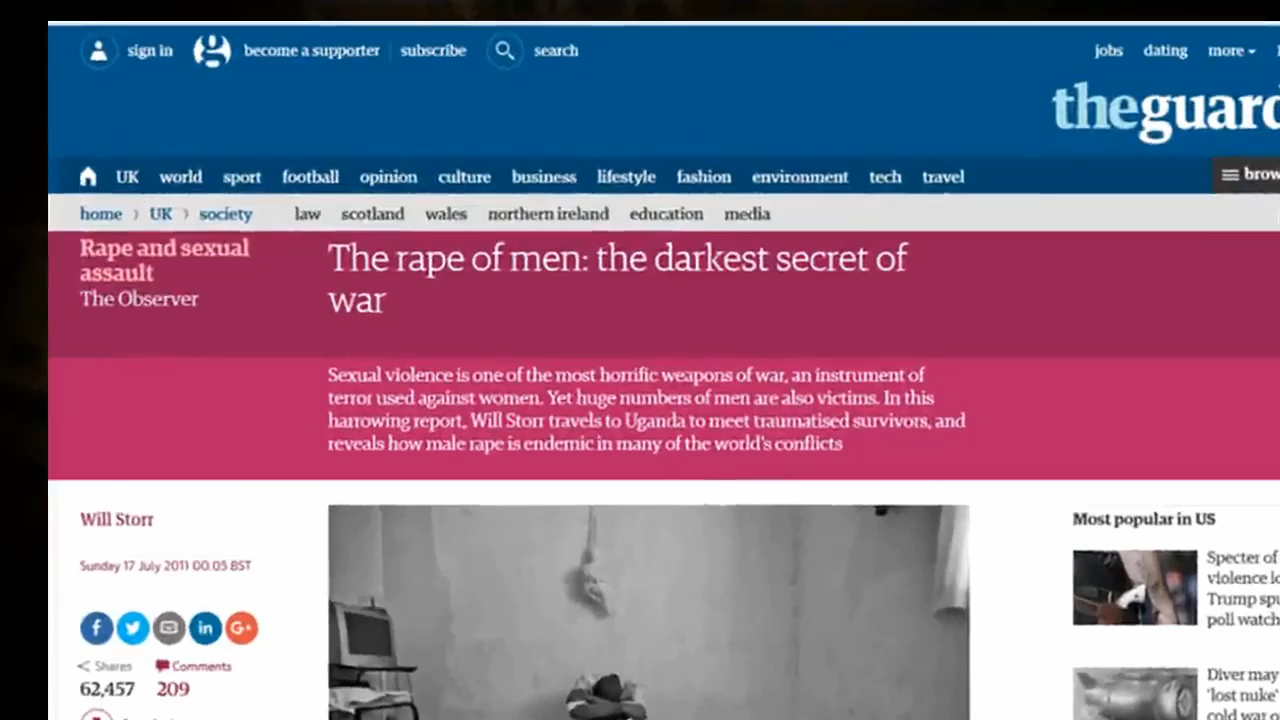 sign in become a supporter subscribe search jobs dating more
theguard
UK world sport football opinion culture business lifestyle fashion environment tech travel brow
home UK society law scotland wales northern ireland education media
Rape and sexual
assault
The Observer
The rape of men: the darkest secret of
war
Sexual violence is one of the most horrific weapons of war, an instrument of
terror used against women. Yet huge numbers of men are also victims. In this
harrowing report, Will Storr travels to Uganda to meet traumatised survivors, and
reveals how male rape is endemic in many of the world's conflicts
Will Storr
Sunday 17 July 2011 00.05 BST
f in G+
Shares Comments
62,457 209
Most popular in US
Specter of
violence lo
Trump spu
poll watch
Diver may
'lost nuke'
cold war o